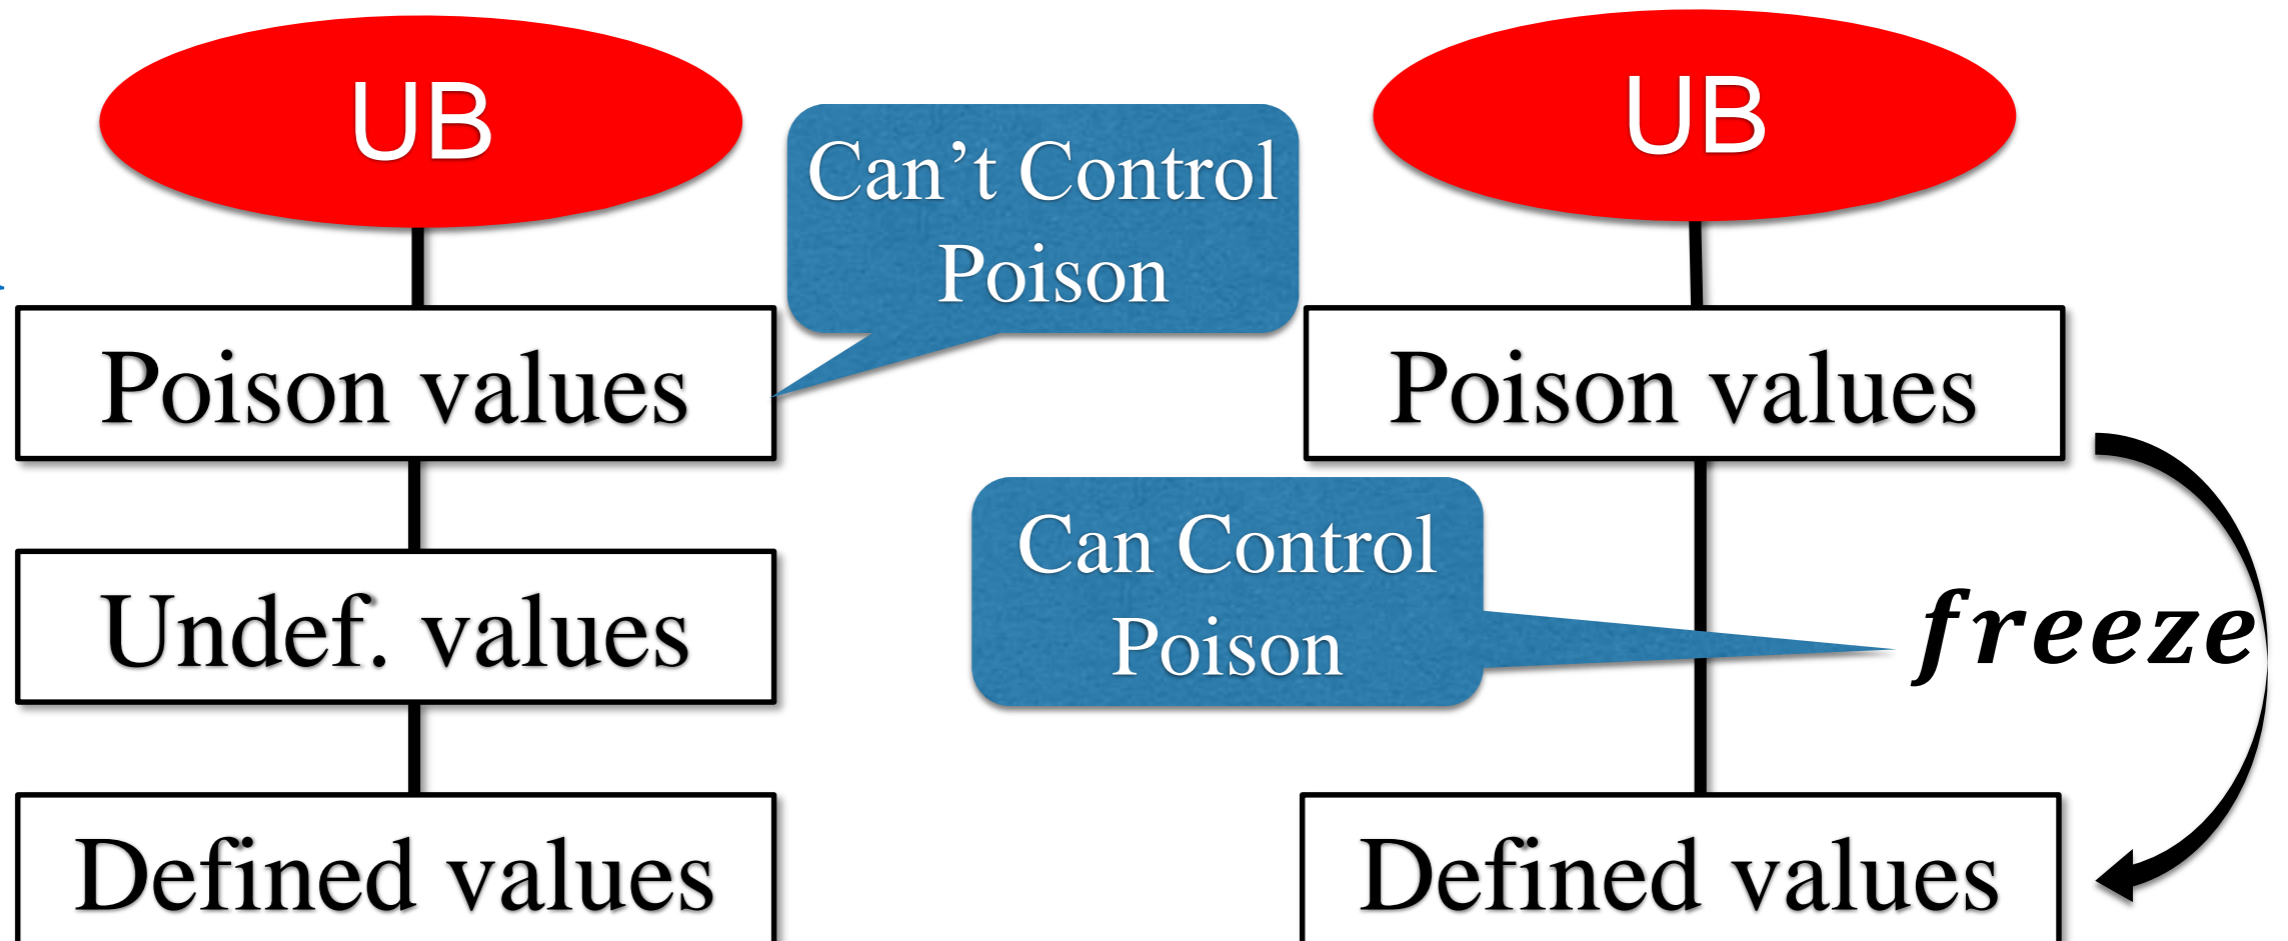 UB
Can’t Control
Poison
Poison values
Undef. values
Defined values
UB
Poison values
Can Control
Poison
freeze
Defined values